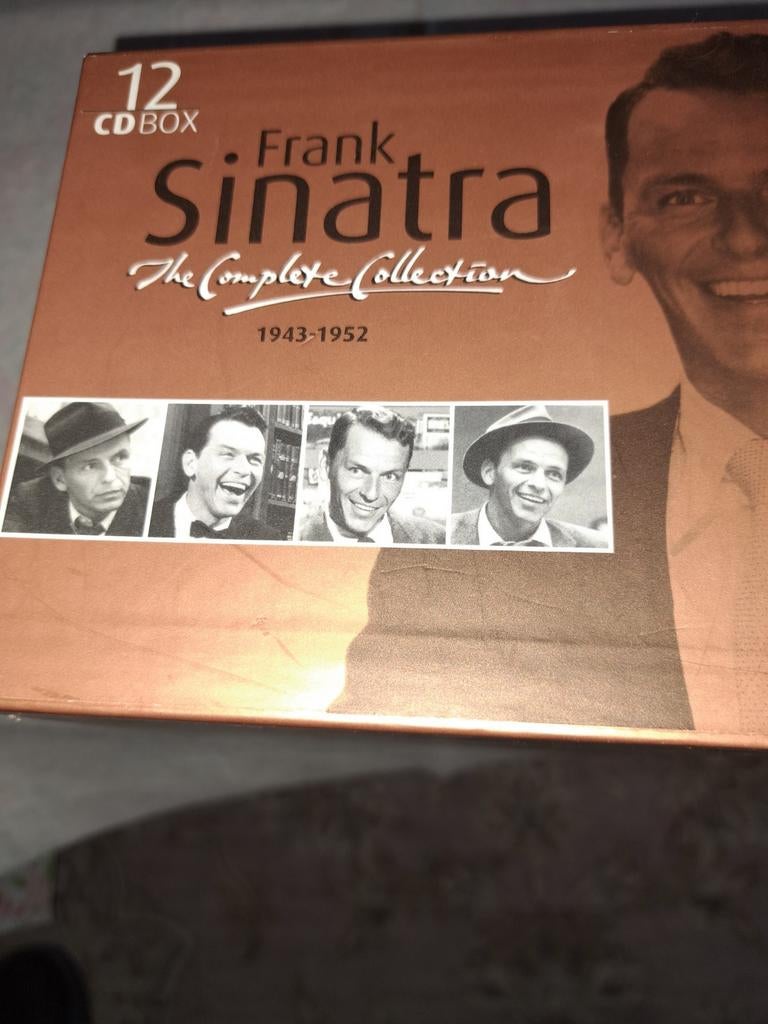 12
CD BOX
Frank
Sinatra
The Complete Collection
1943-1952